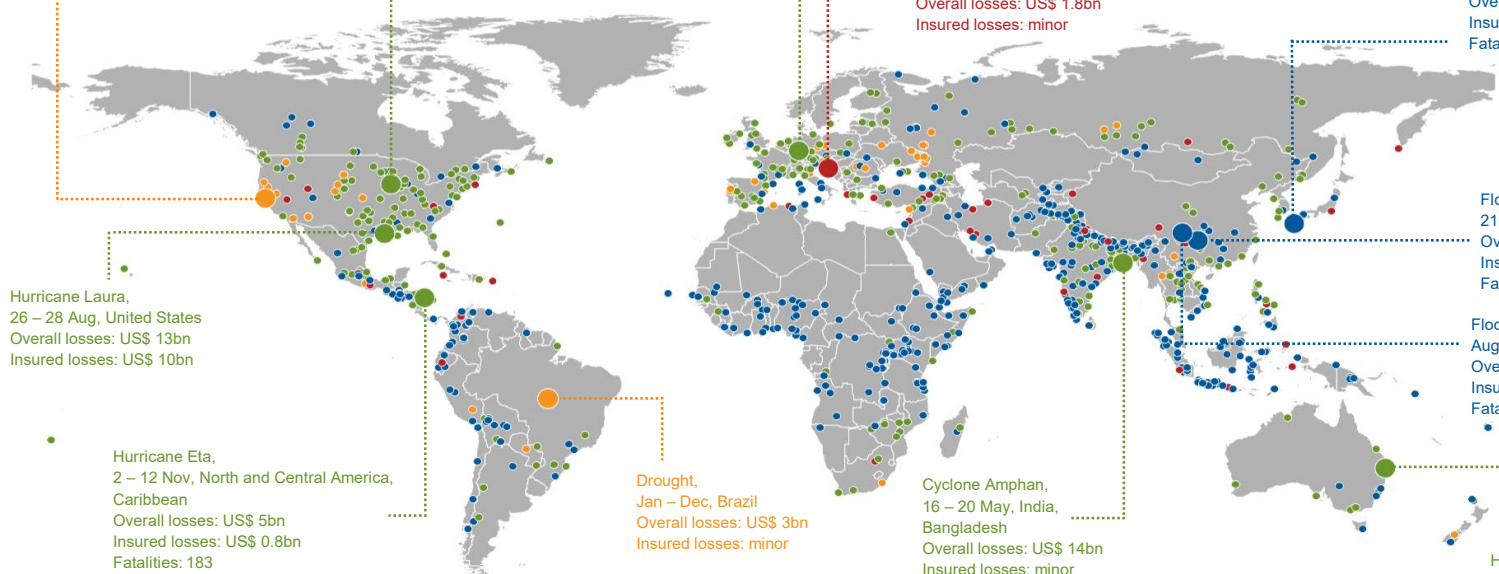 Overall losses: US$ 1.8bn
Insured losses: minor
Hurricane Laura,
26 – 28 Aug, United States
Overall losses: US$ 13bn
Insured losses: US$ 10bn
Hurricane Eta,
2 – 12 Nov, North and Central America,
Caribbean
Overall losses: US$ 5bn
Insured losses: US$ 0.8bn
Fatalities: 183
Drought,
Jan – Dec, Brazil
Overall losses: US$ 3bn
Insured losses: minor
Cyclone Amphan,
16 – 20 May, India,
Bangladesh
Overall losses: US$ 14bn
Insured losses: minor
21
Aug
H